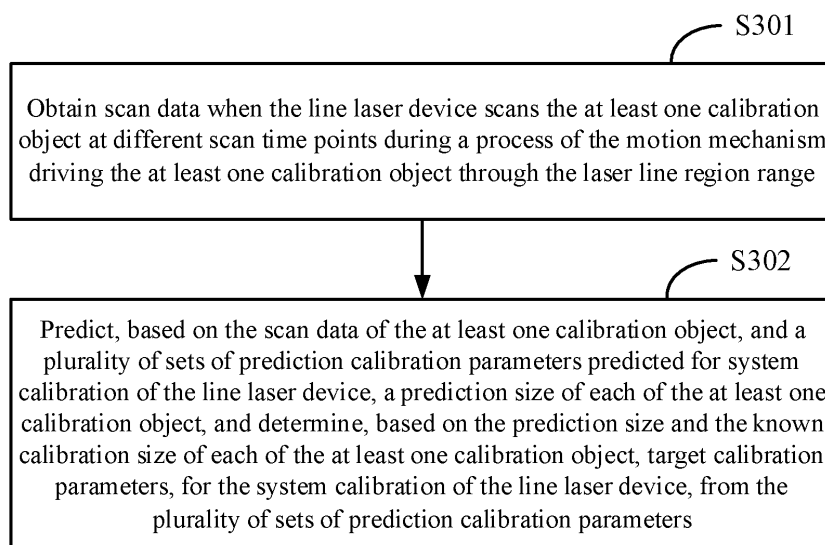 S301
Obtain scan data when the line laser device scans the at least one calibration
object at different scan time points during a process of the motion mechanism
driving the at least one calibration object through the laser line region range
S302
Predict, based on the scan data of the at least one calibration object, and a
plurality of sets of prediction calibration parameters predicted for system
calibration of the line laser device, a prediction size of each of the at least one
calibration object, and determine, based on the prediction size and the known
calibration size of each of the at least one calibration object, target calibration
parameters, for the system calibration of the line laser device, from the
plurality of sets of prediction calibration parameters